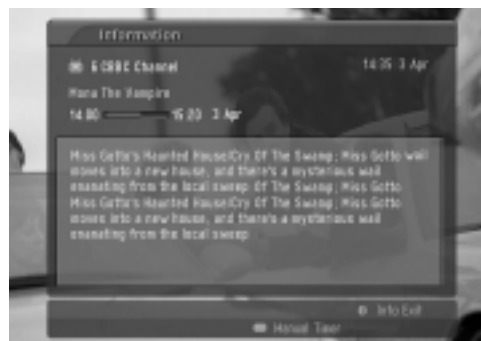 Information
6 CBBC Channel 14:35 3 Apr
Mona The Vampire
14:00 15:20 3 Apr
Miss Gotto's Haunted House/Cry Of The Swamp; Miss Gotto wail
moves into a new house, and there's a mysterious wail
emanating from the local sweep Of The Swamp; Miss Gotto
Miss Gotto's Haunted House/Cry Of The Swamp; Miss Gotto
moves into a new house, and there's a mysterious wail
emanating from the local sweep
Info Exit
Manual Timer